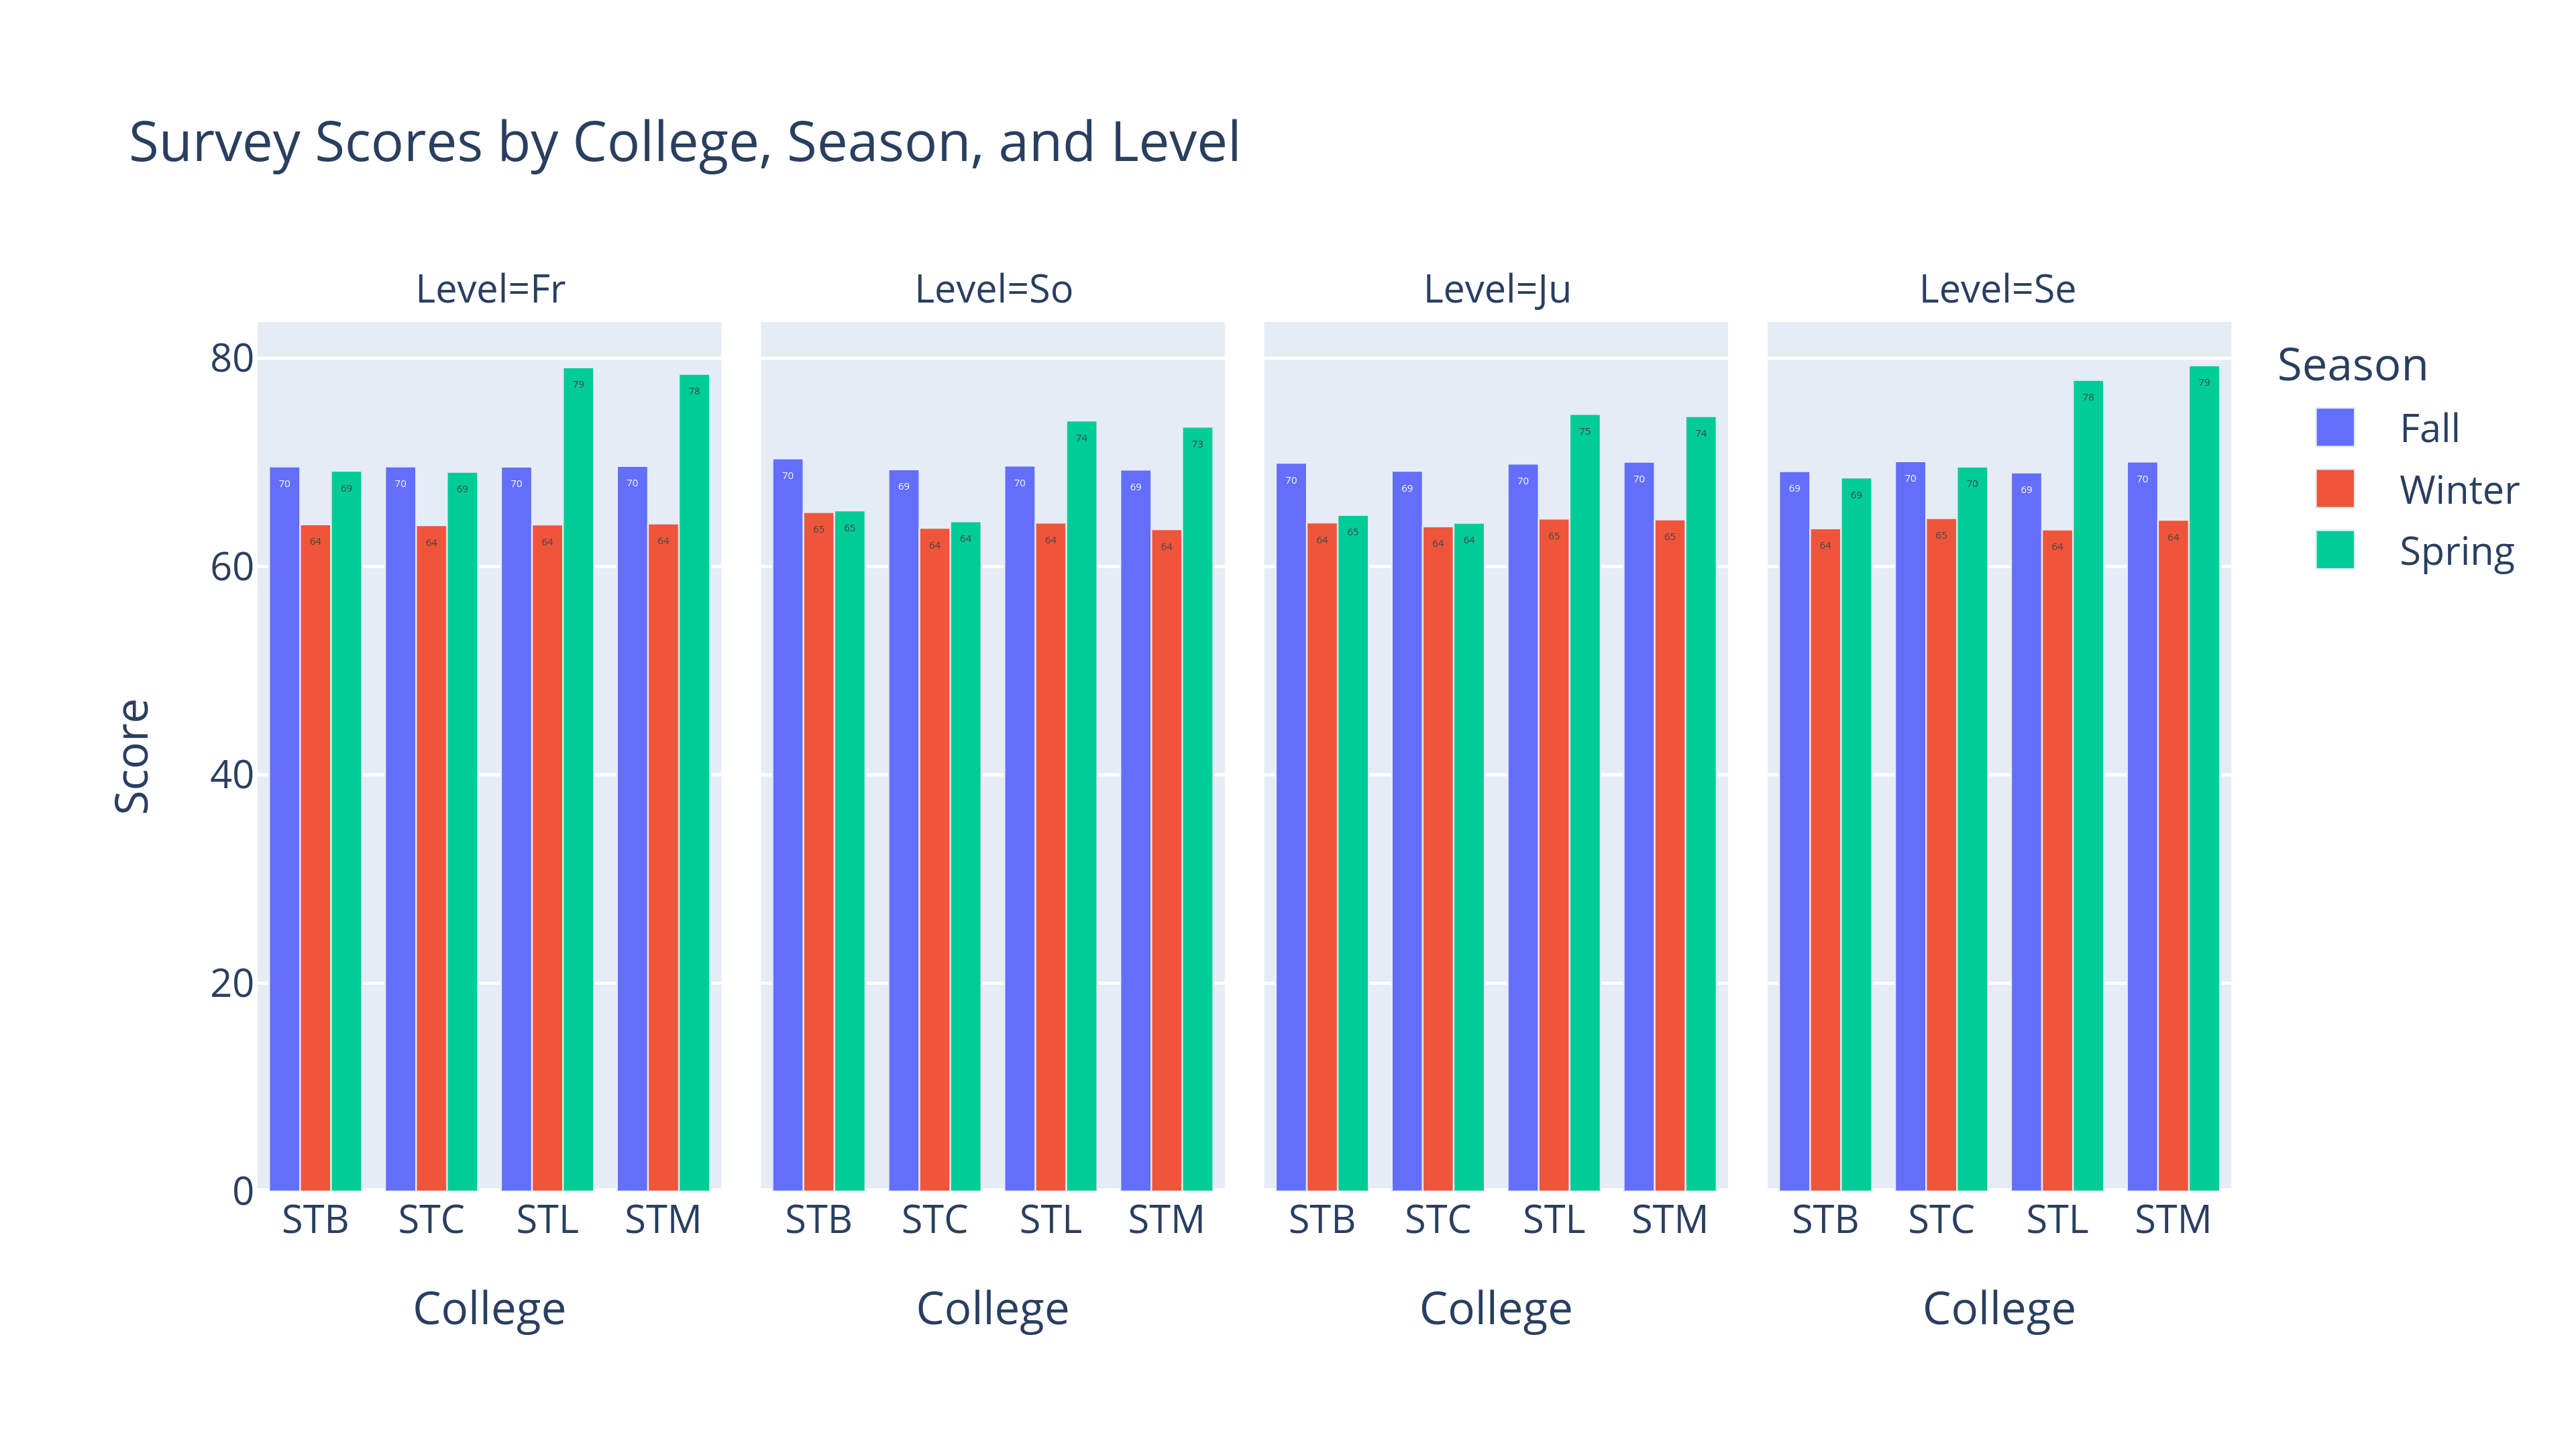 Survey Scores by College, Season, and Level
Level=Fr Level=So Level=Ju Level=Se
Season
Fall
Winter
Spring
Score
80
60
40
20
0
70 64 69 70 64 69 70 64 79 70 64 78
70 65 65 69 64 64 70 64 74 69 64 73
70 64 65 69 64 64 70 65 75 70 65 74
69 64 69 70 65 70 69 64 78 70 64 79
STB STC STL STM STB STC STL STM STB STC STL STM STB STC STL STM
College College College College